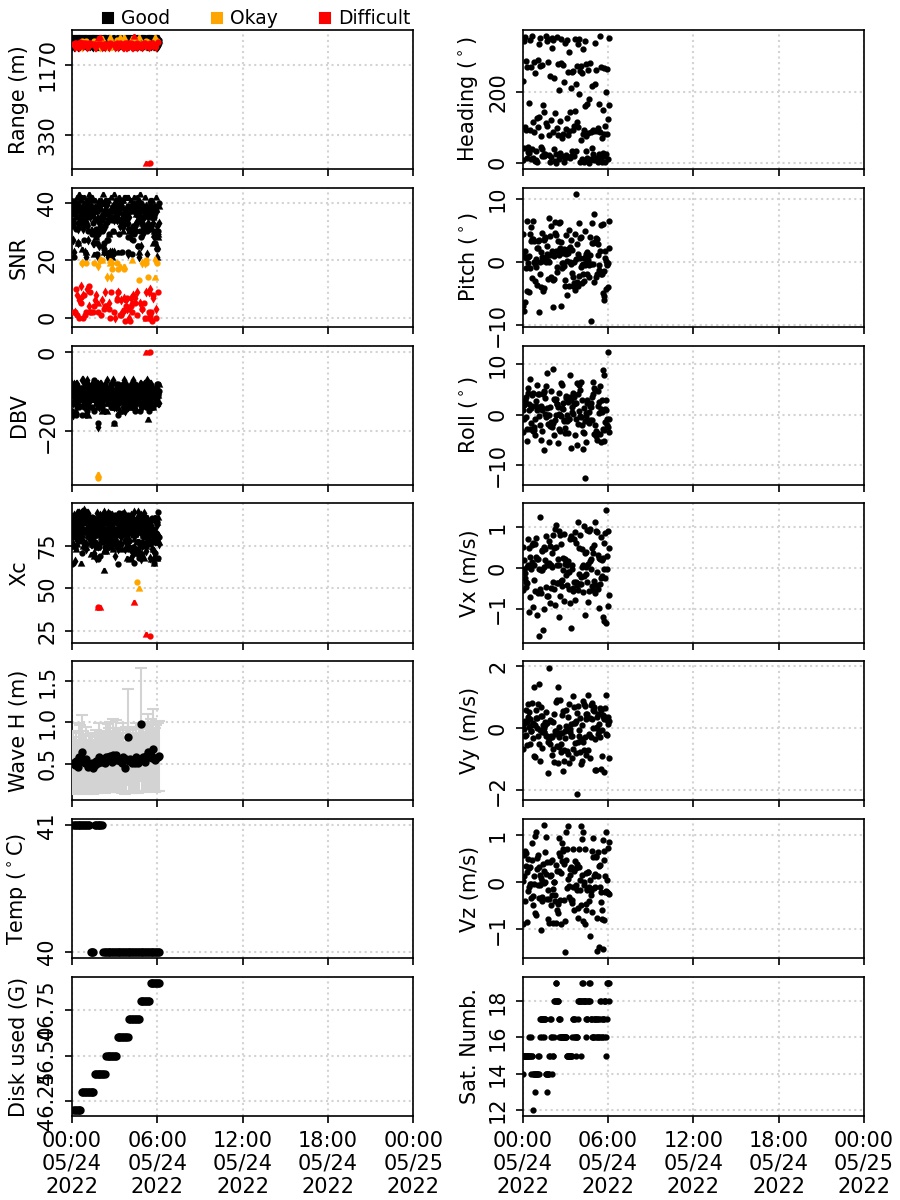 Good Okay Difficult
Range (m) 1170 330
Heading (°) 200 0
SNR 40 20 0
Pitch (°) 10 0 −10
DBV 0 −20
Roll (°) 10 0 −10
Xc 75 50 25
Vx (m/s) 1 0 −1
Wave H (m) 1.5 1.0 0.5
Vy (m/s) 2 0 −2
Temp (°C) 41 40
Vz (m/s) 1 0 −1
Disk used (G) 46.75 46.50 46.25
Sat. Numb. 18 16 14 12
00:00 06:00 12:00 18:00 00:00
05/24 05/24 05/24 05/24 05/25
2022 2022 2022 2022 2022
00:00 06:00 12:00 18:00 00:00
05/24 05/24 05/24 05/24 05/25
2022 2022 2022 2022 2022